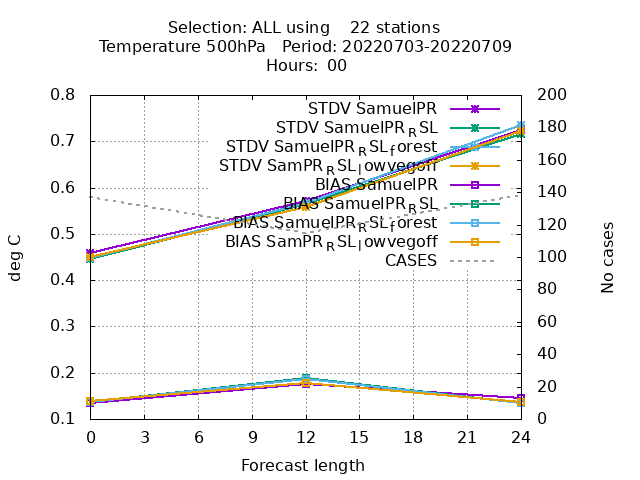 Selection: ALL using 22 stations
Temperature 500hPa Period: 20220703-20220709
Hours: 00
0.8
0.7
0.6
0.5
0.4
0.3
0.2
0.1
deg C
STDV SamuelPR
STDV SamuelPR_RSL
STDV SamuelPR_RSL_forest
STDV SamPR_RSL_lowvegoff
BIAS SamuelPR
BIAS SamuelPR_RSL
BIAS SamuelPR_RSL_forest
BIAS SamPR_RSL_lowvegoff
CASES
200
180
160
140
120
100
80
60
40
20
0
No cases
0 3 6 9 12 15 18 21 24
Forecast length